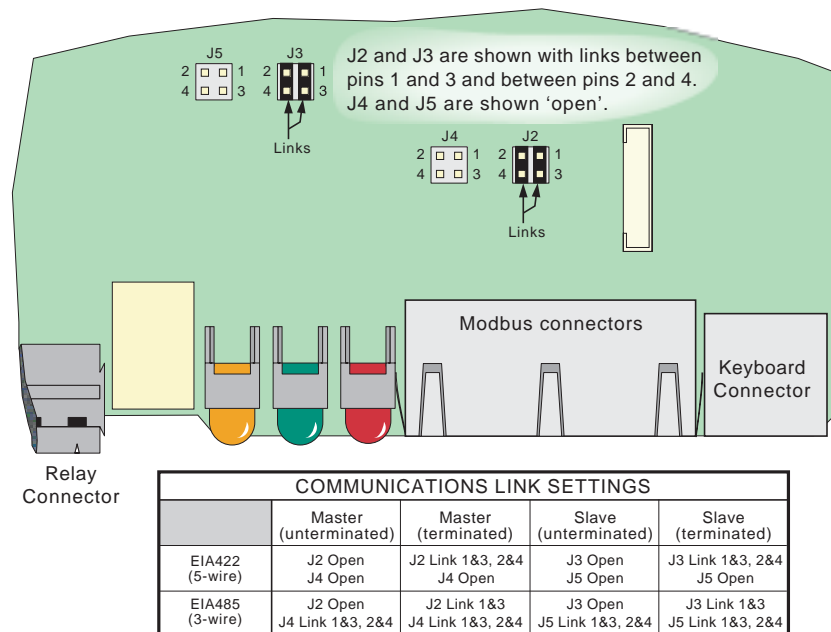 J5
2 1
4 3
J3
2 1
4 3
Links
J2 and J3 are shown with links between
pins 1 and 3 and between pins 2 and 4.
J4 and J5 are shown ‘open’.
J4
2 1
4 3
J2
2 1
4 3
Links
Modbus connectors
Keyboard
Connector
Relay
Connector
COMMUNICATIONS LINK SETTINGS
Master (unterminated) Master (terminated) Slave (unterminated) Slave (terminated)
EIA422 (5-wire) J2 Open J4 Open J2 Link 1&3, 2&4 J4 Open J3 Open J5 Open J3 Link 1&3, 2&4 J5 Open
EIA485 (3-wire) J2 Open J4 Link 1&3, 2&4 J2 Link 1&3 J4 Link 1&3, 2&4 J3 Open J5 Link 1&3, 2&4 J3 Link 1&3 J5 Link 1&3, 2&4